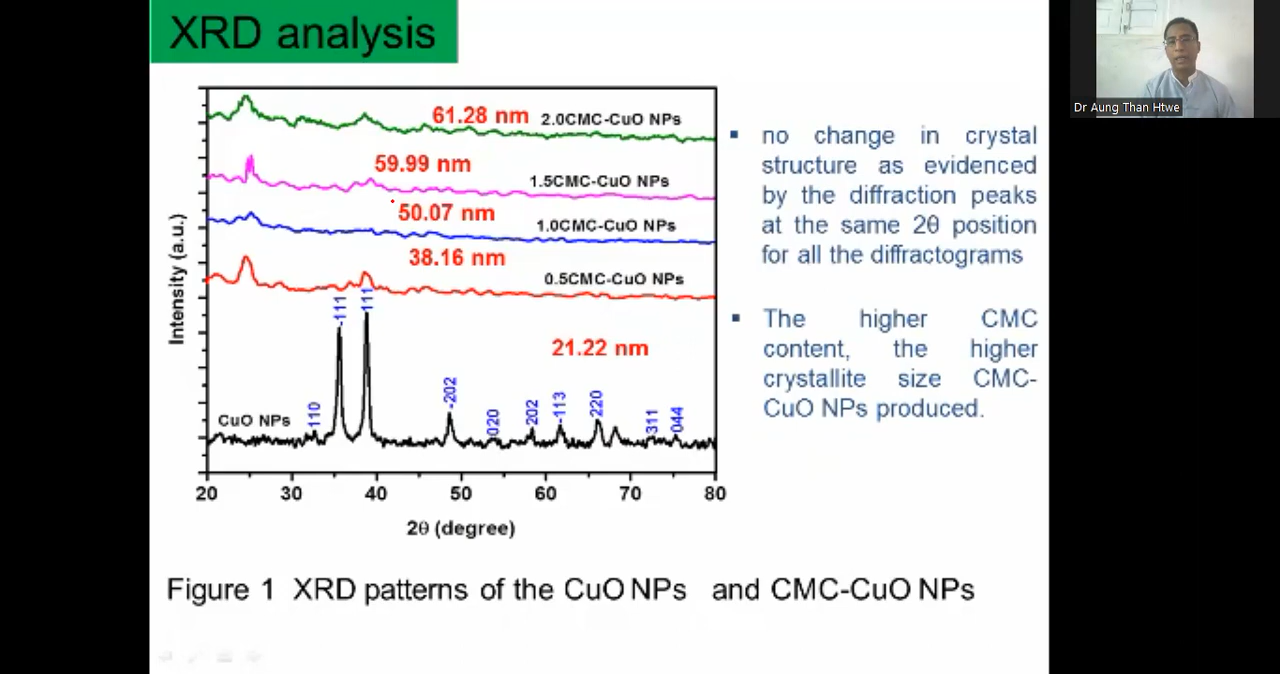 XRD analysis
Dr Aung Than Htwe
61.28 nm
2.0CMC-CuO NPs
59.99 nm
1.5CMC-CuO NPs
50.07 nm
1.0CMC-CuO NPs
38.16 nm
0.5CMC-CuO NPs
21.22 nm
CuO NPs
110
-111
111
-202
020
202
-113
220
311
044
Intensity (a.u.)
20 30 40 50 60 70 80
2θ (degree)
▪ no change in crystal
structure as evidenced
by the diffraction peaks
at the same 2θ position
for all the diffractograms
▪ The higher CMC
content, the higher
crystallite size CMC-
CuO NPs produced.
Figure 1 XRD patterns of the CuO NPs and CMC-CuO NPs